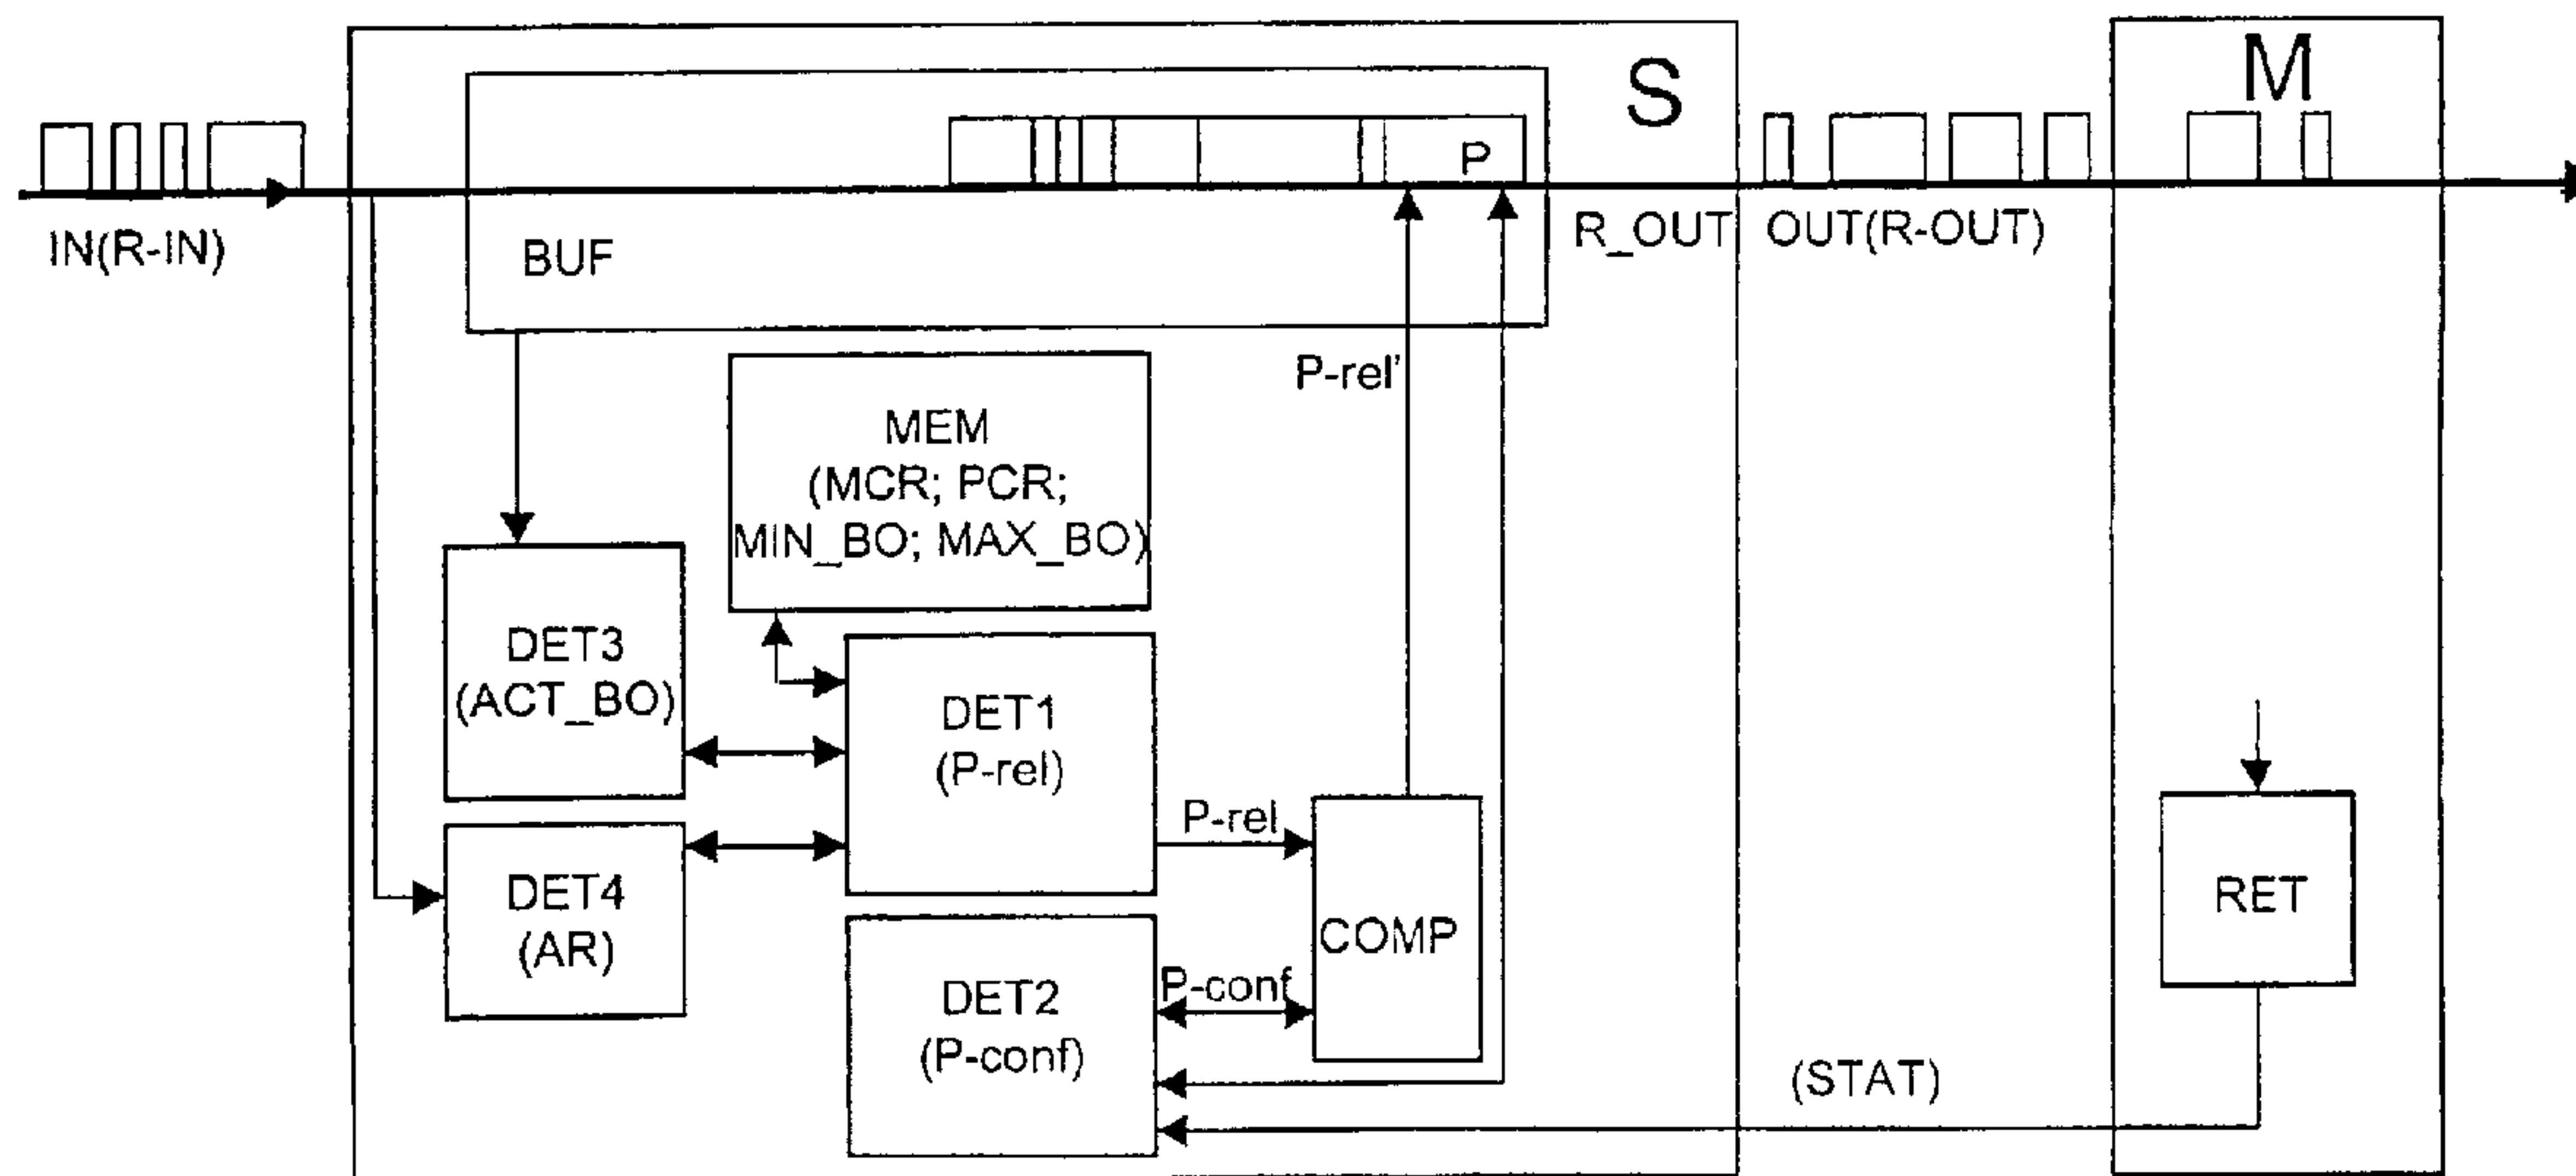 S
M
P
IN(R-IN)
BUF
R_OUT
OUT(R-OUT)
P-rel'
MEM
(MCR; PCR;
MIN_BO; MAX_BO)
DET3
(ACT_BO)
DET1
(P-rel)
P-rel
DET4
(AR)
RET
COMP
P-conf
DET2
(P-conf)
(STAT)